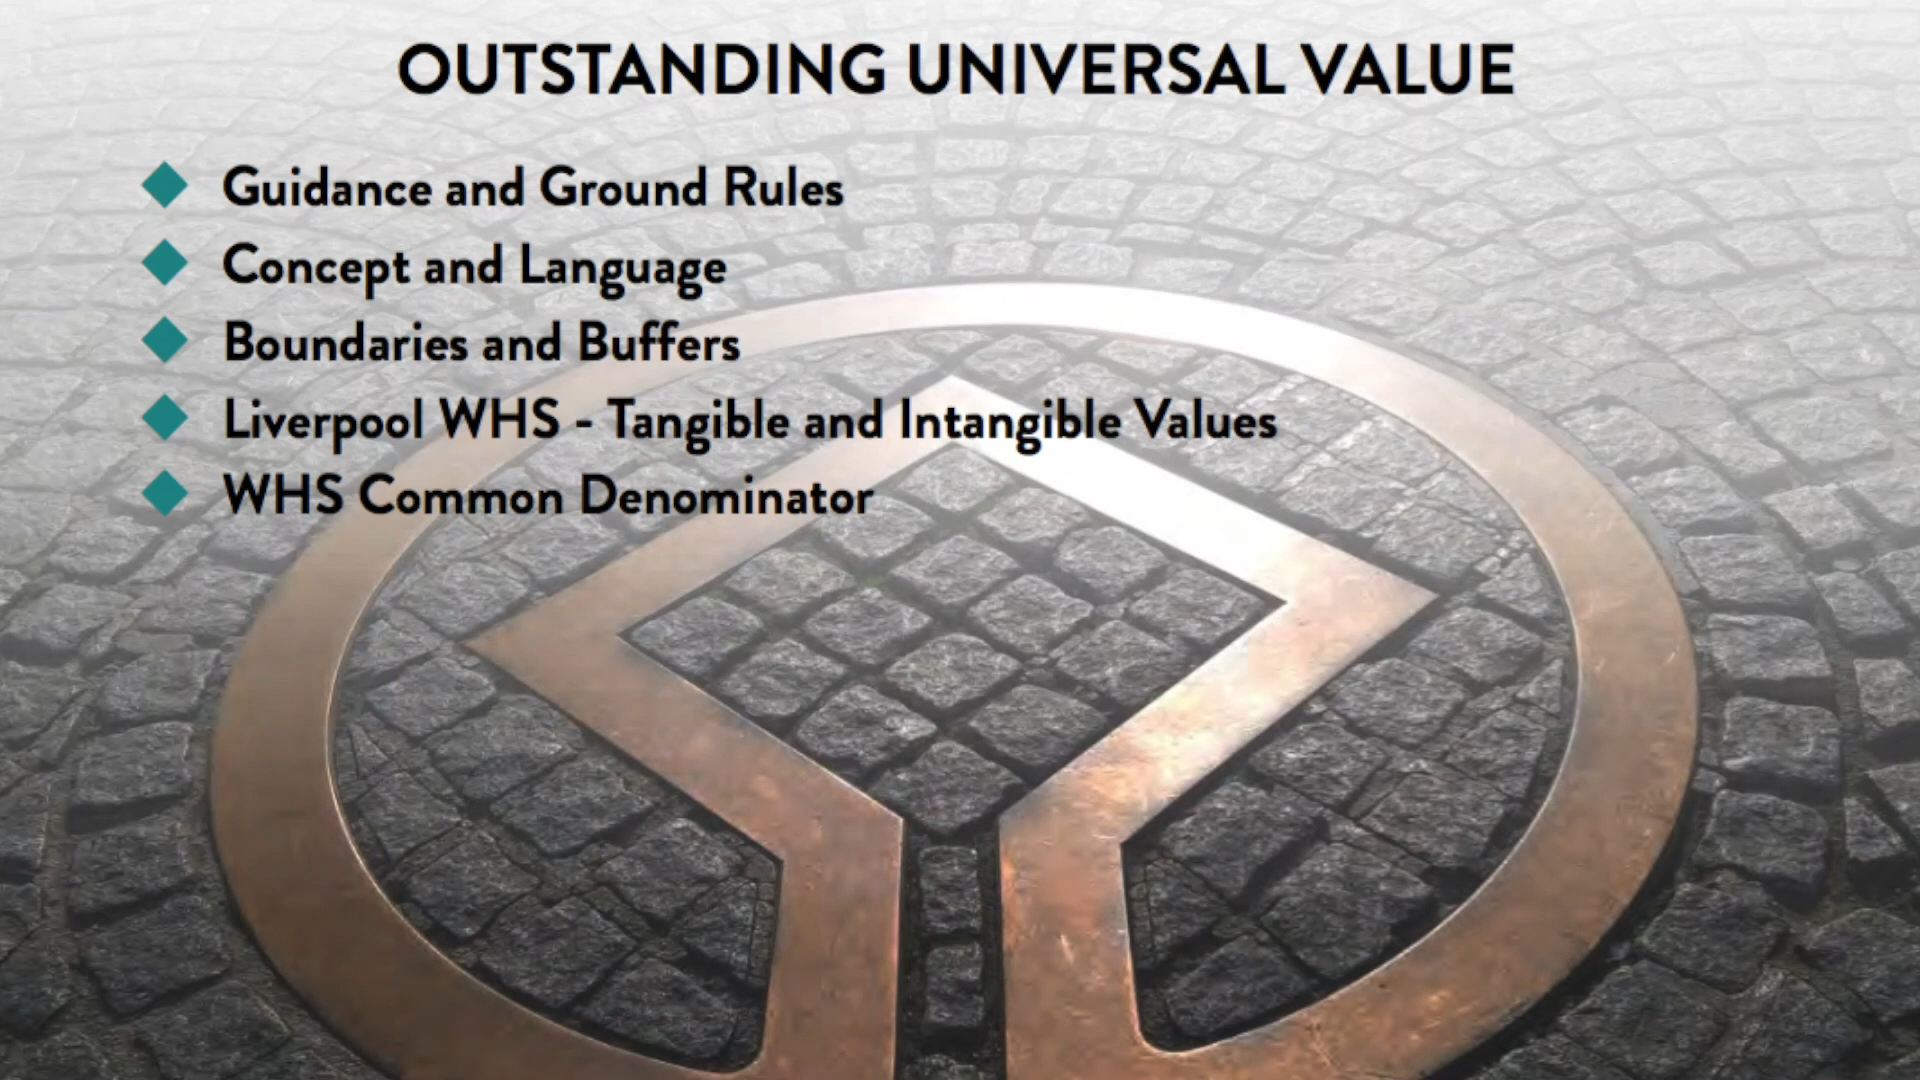 OUTSTANDING UNIVERSAL VALUE
Guidance and Ground Rules
Concept and Language
Boundaries and Buffers
Liverpool WHS - Tangible and Intangible Values
WHS Common Denominator